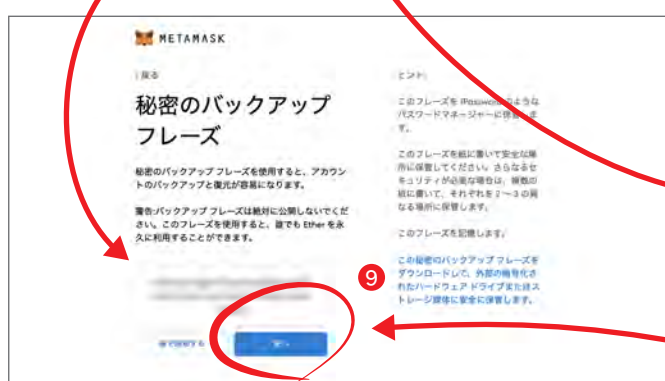 METAMASK
戻る
秘密のバックアップ
フレーズ
秘密のバックアップ フレーズを使用すると、アカウン
トのバックアップと復元が容易になります。
警告:バックアップ フレーズは絶対に公開しないでくだ
さい。このフレーズを使用すると、誰でも Ether を永
久に利用することができます。
後で確認する
次へ
ヒント:
このフレーズを のような
パスワードマネージャーに保管しま
す。
このフレーズを紙に書いて安全な場
所に保管してください。さらなるセ
キュリティが必要な場合は、複数の
紙に書いて、それぞれを 2〜3 の異
なる場所に保管します。
このフレーズを記憶します。
この秘密のバックアップ フレーズを
ダウンロードして、外部の暗号化さ
れたハードウェア ドライブまたはス
トレージ媒体に安全に保管します。
9